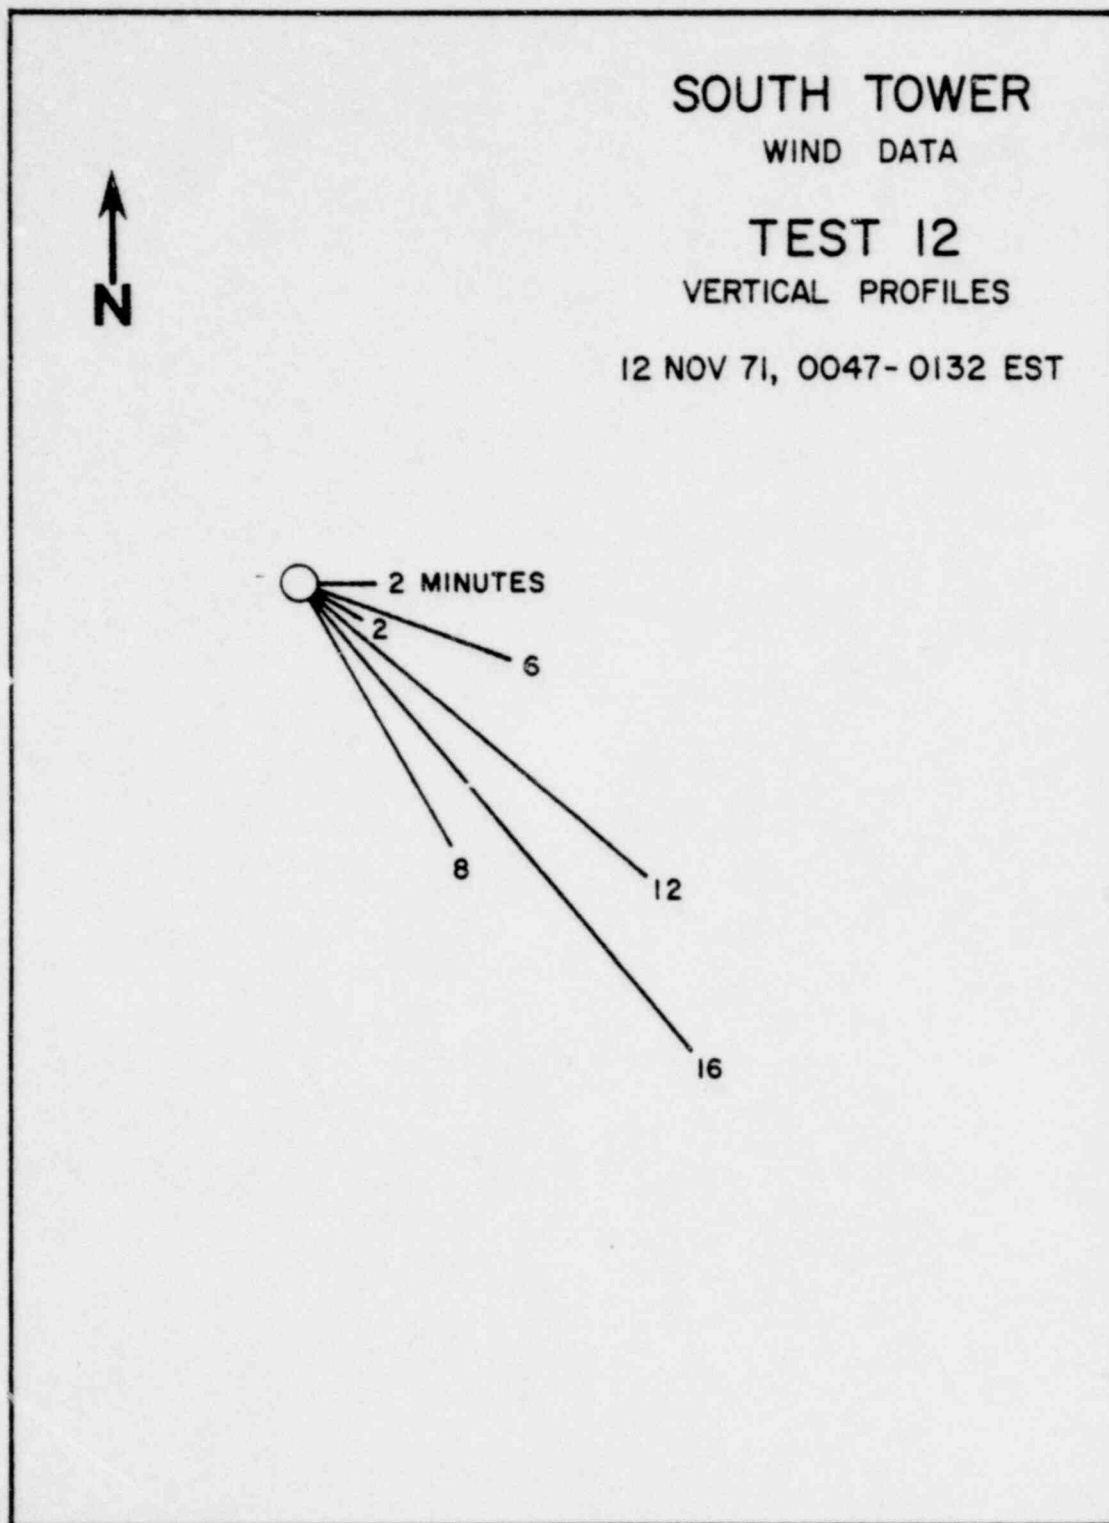 SOUTH TOWER
WIND DATA
TEST 12
VERTICAL PROFILES
12 NOV 71, 0047-0132 EST
N
2 MINUTES
2
6
8
12
16